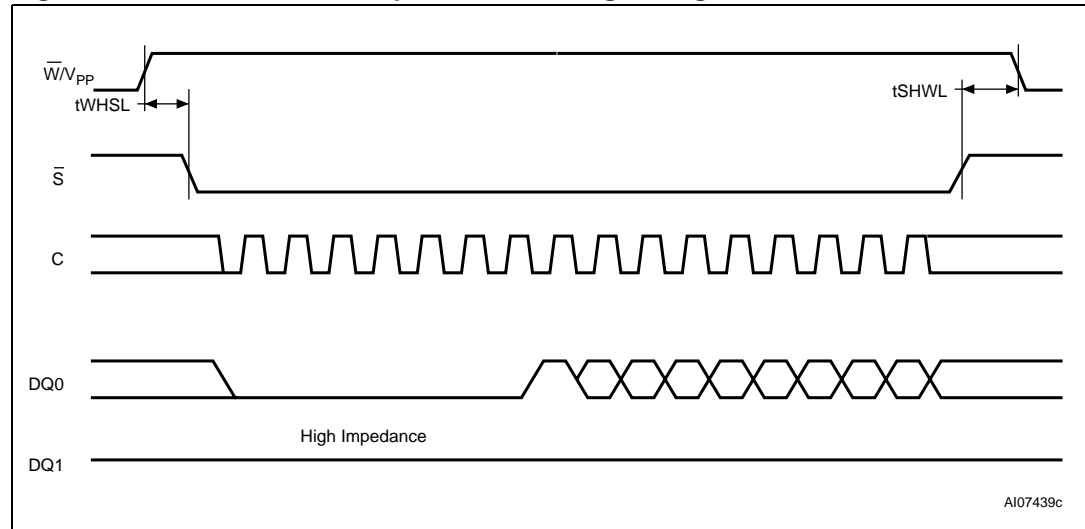 W̅/VPP
tWHSL
tSHWL
S̅
C
DQ0
High Impedance
DQ1
AI07439c